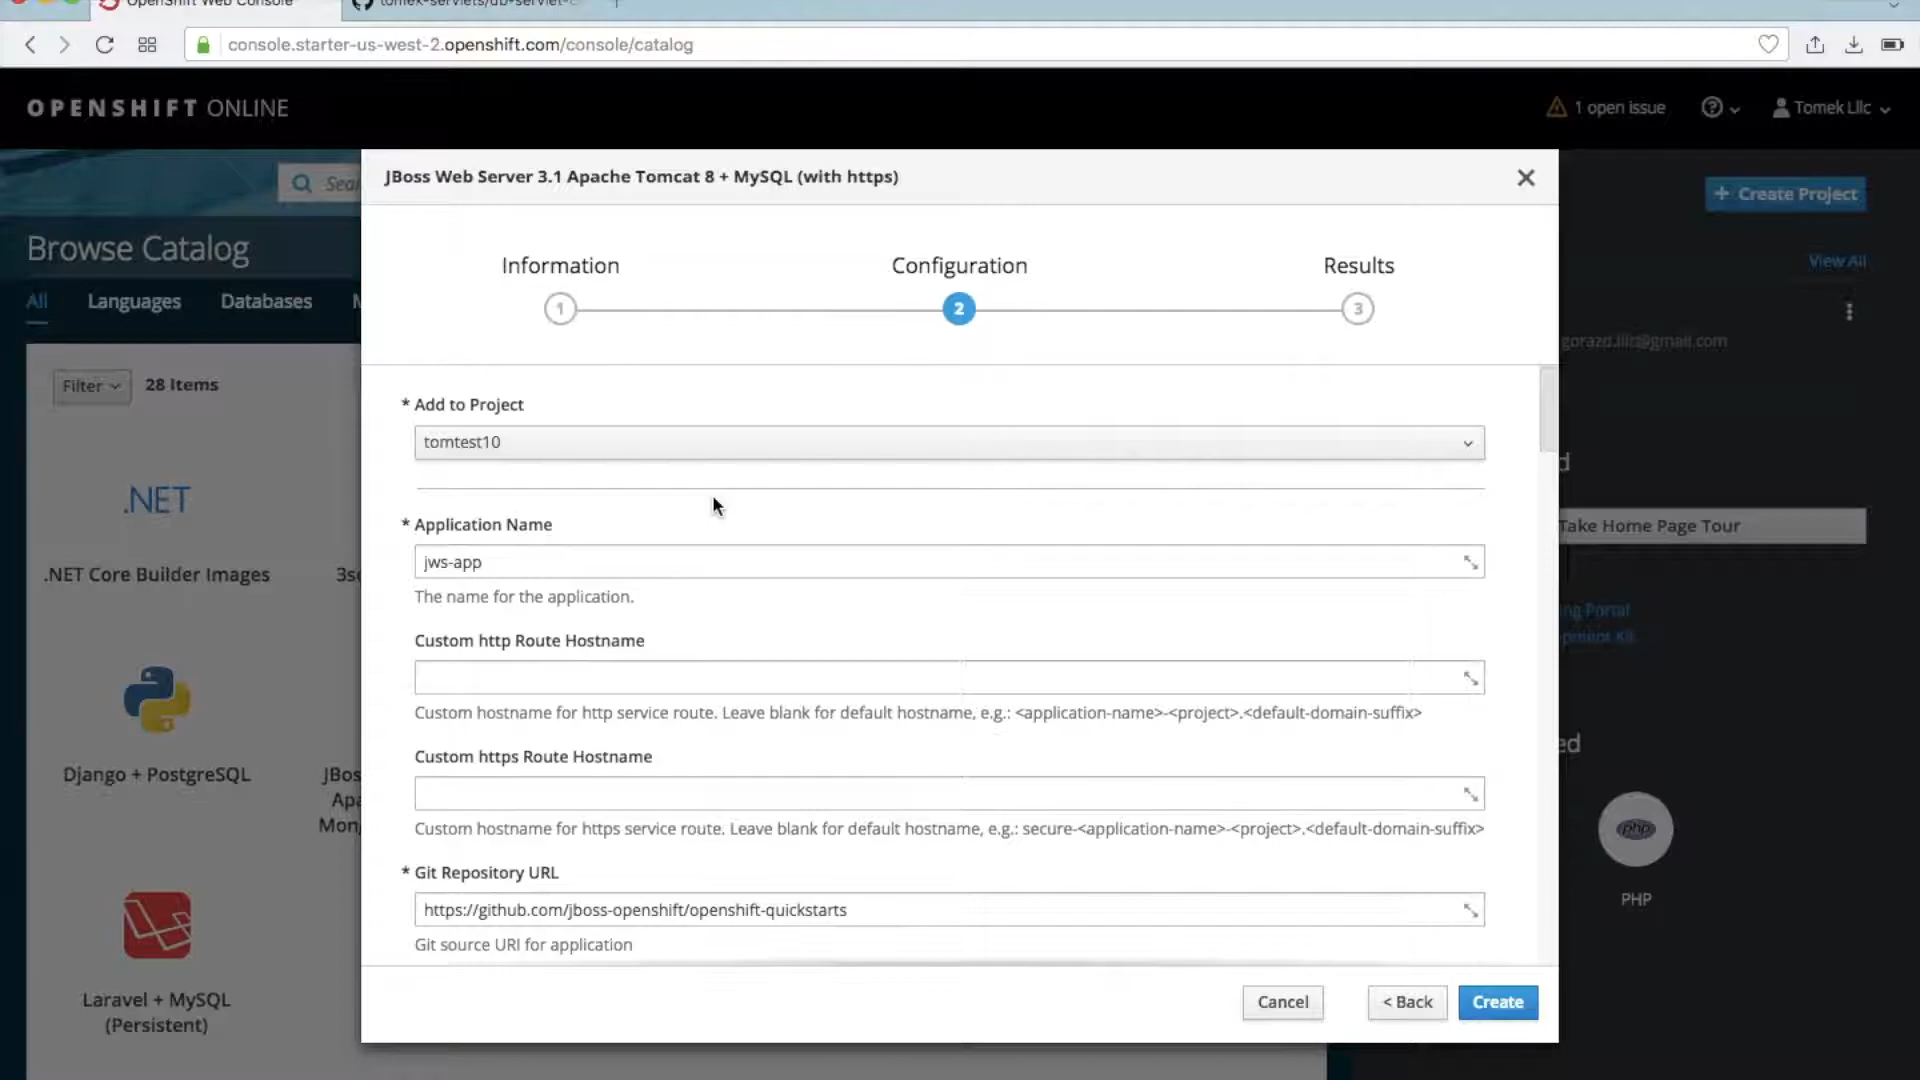 console.starter-us-west-2.openshift.com/console/catalog
OPENSHIFT ONLINE
1 open issue
Tomek Lllc
JBoss Web Server 3.1 Apache Tomcat 8 + MySQL (with https)
+ Create Project
Browse Catalog
View All
Information
Configuration
Results
1
2
3
All
Languages
Databases
gorazd.lllc@gmail.com
Filter
28 Items
* Add to Project
tomtest10
.NET
* Application Name
Take Home Page Tour
jws-app
.NET Core Builder Images
The name for the application.
Custom http Route Hostname
Custom hostname for http service route. Leave blank for default hostname, e.g.: <application-name>-<project>.<default-domain-suffix>
Custom https Route Hostname
Django + PostgreSQL
Custom hostname for https service route. Leave blank for default hostname, e.g.: secure-<application-name>-<project>.<default-domain-suffix>
php
* Git Repository URL
PHP
https://github.com/jboss-openshift/openshift-quickstarts
Git source URI for application
Laravel + MySQL
(Persistent)
Cancel
< Back
Create